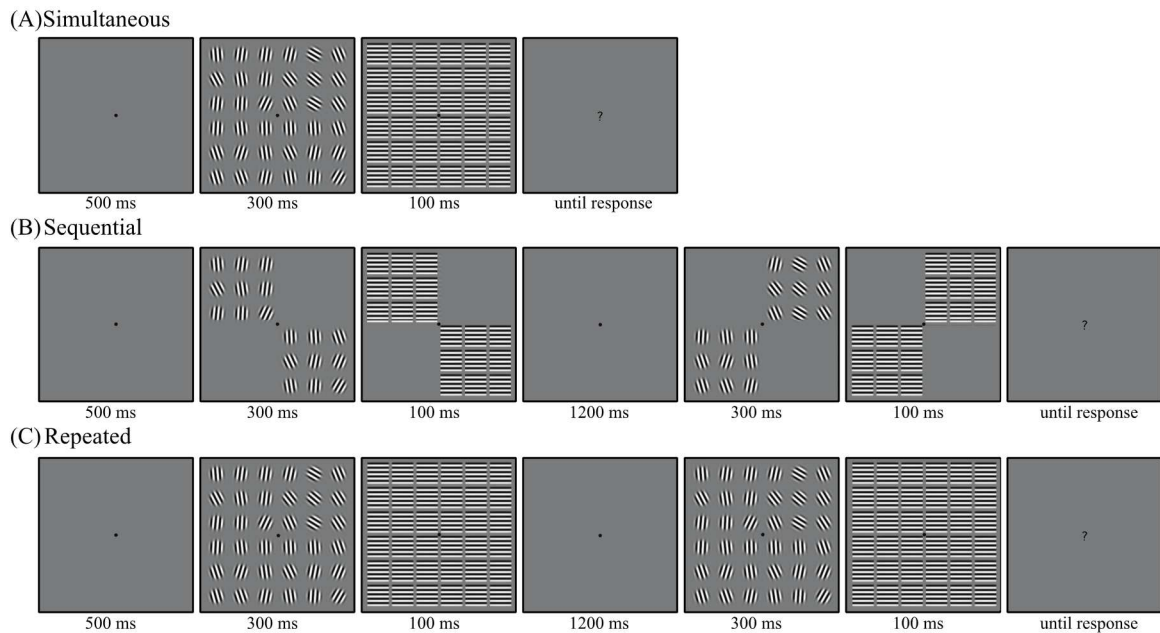 (A) Simultaneous
?
500 ms 300 ms 100 ms until response
(B) Sequential
?
500 ms 300 ms 100 ms 1200 ms 300 ms 100 ms until response
(C) Repeated
?
500 ms 300 ms 100 ms 1200 ms 300 ms 100 ms until response